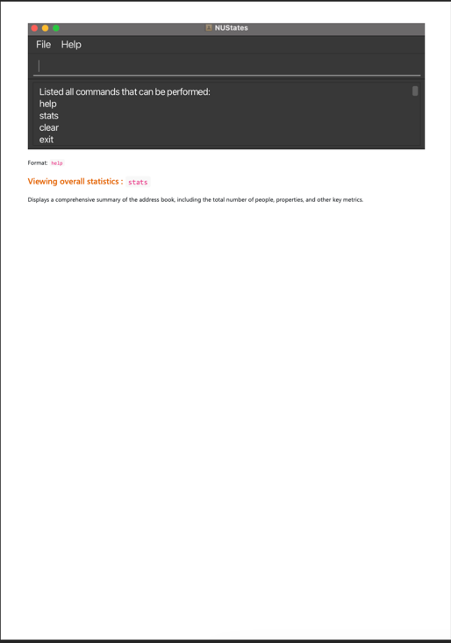 NUStates
File Help
Listed all commands that can be performed:
help
stats
clear
exit
Format: help
Viewing overall statistics : stats
Displays a comprehensive summary of the address book, including the total number of people, properties, and other key metrics.